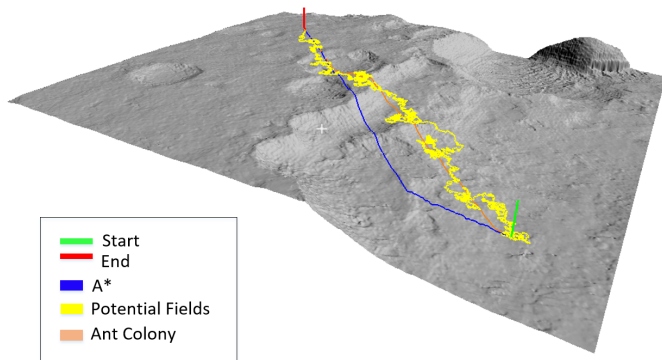 Start
End
A*
Potential Fields
Ant Colony